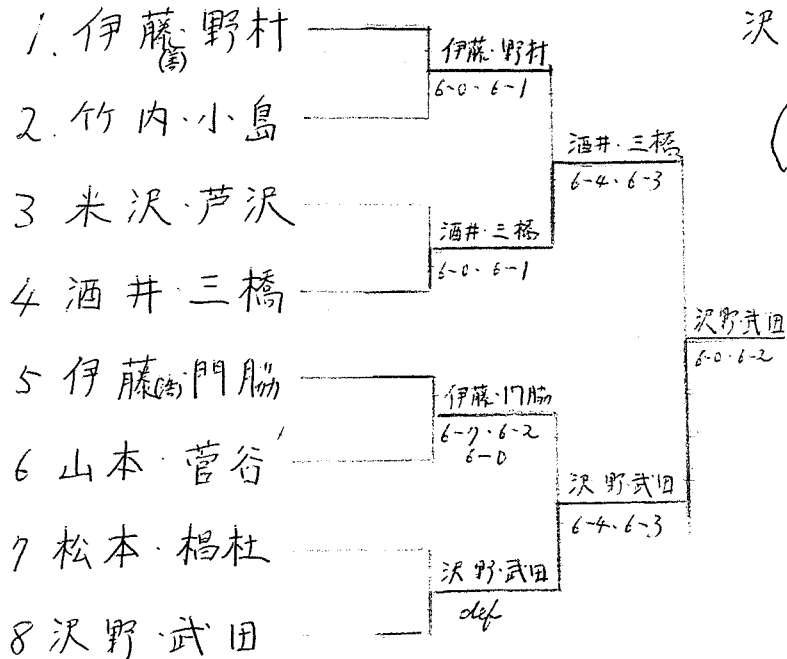 1. 伊藤・野村
2. 竹内・小島
3 米沢・芦沢
4 酒井・三橋
5 伊藤 門脇
6 山本・菅谷
7 松本・椙杜
8 沢野・武田
伊藤・野村
6-0・6-1
酒井・三橋
6-0・6-1
伊藤・门脇
6-7・6-2
6-0
沢野・武田
def
酒井・三橋
6-4・6-3
沢野・武田
6-4・6-3
沢野・武田
6-0・6-2
沢